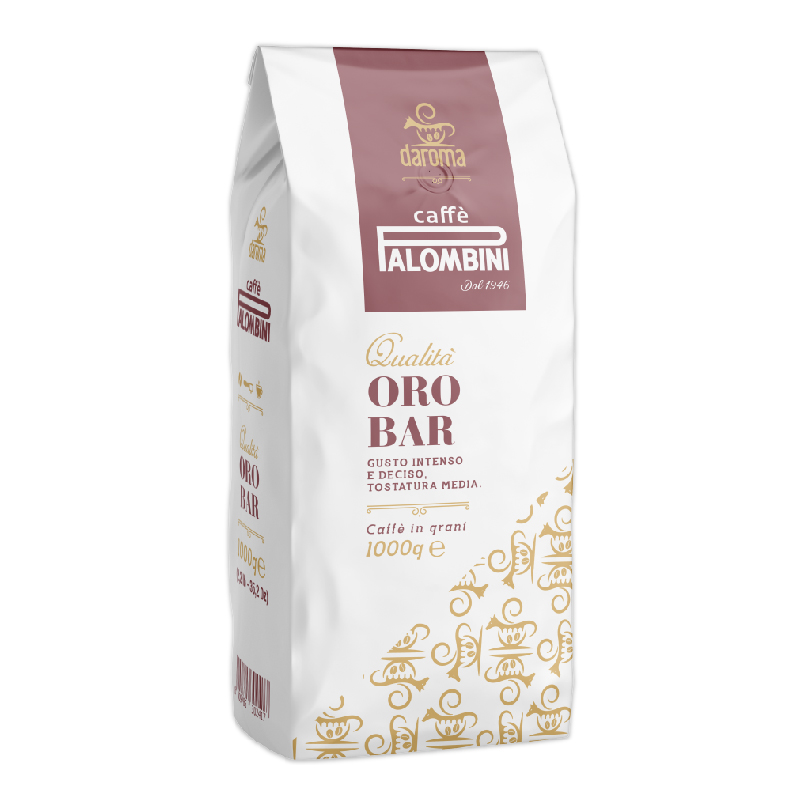 daroma
caffè
PALOMBINI
Dal 1946
Qualità
ORO
BAR
GUSTO INTENSO
E DECISO,
TOSTATURA MEDIA.
Caffè in grani
1000g e
daroma
caffè
PALOMBINI
Qualità
ORO
BAR
1000g e